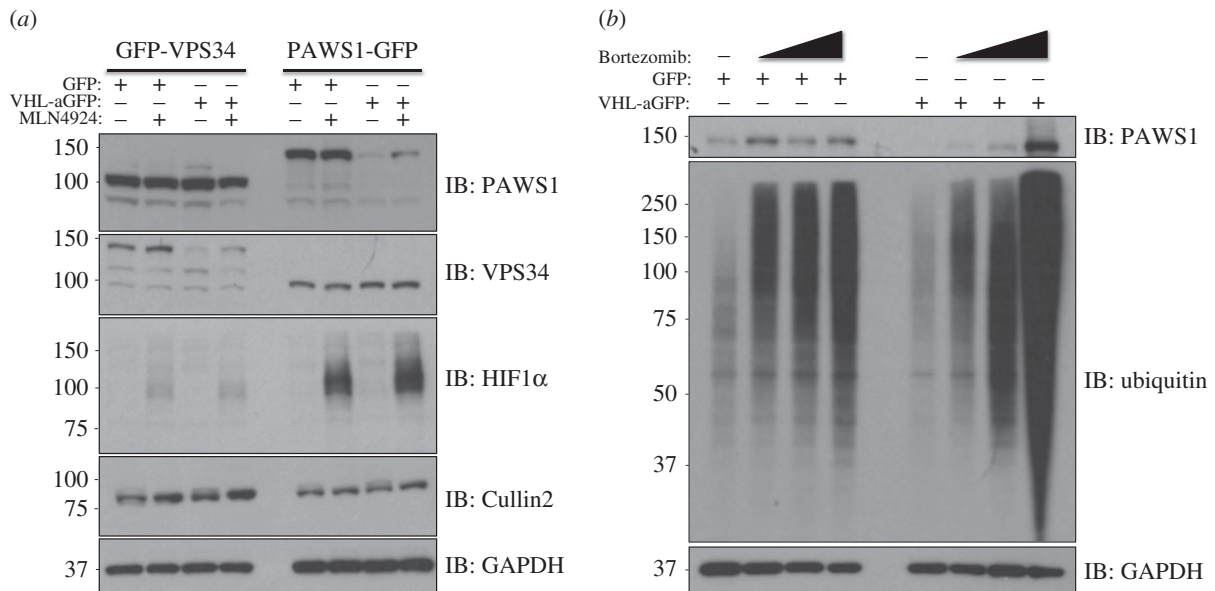 (a)
GFP-VPS34 PAWS1-GFP
GFP: + + – – + + – –
VHL-aGFP: – – + + – – + +
MLN4924: – + – + – + – +
150
100
IB: PAWS1
150
100
IB: VPS34
150
100
75
IB: HIF1α
100
75
IB: Cullin2
37
IB: GAPDH
(b)
Bortezomib: – –
GFP: + + + + – – – –
VHL-aGFP: – – – – + + + +
150
IB: PAWS1
250
150
100
75
50
37
IB: ubiquitin
37
IB: GAPDH